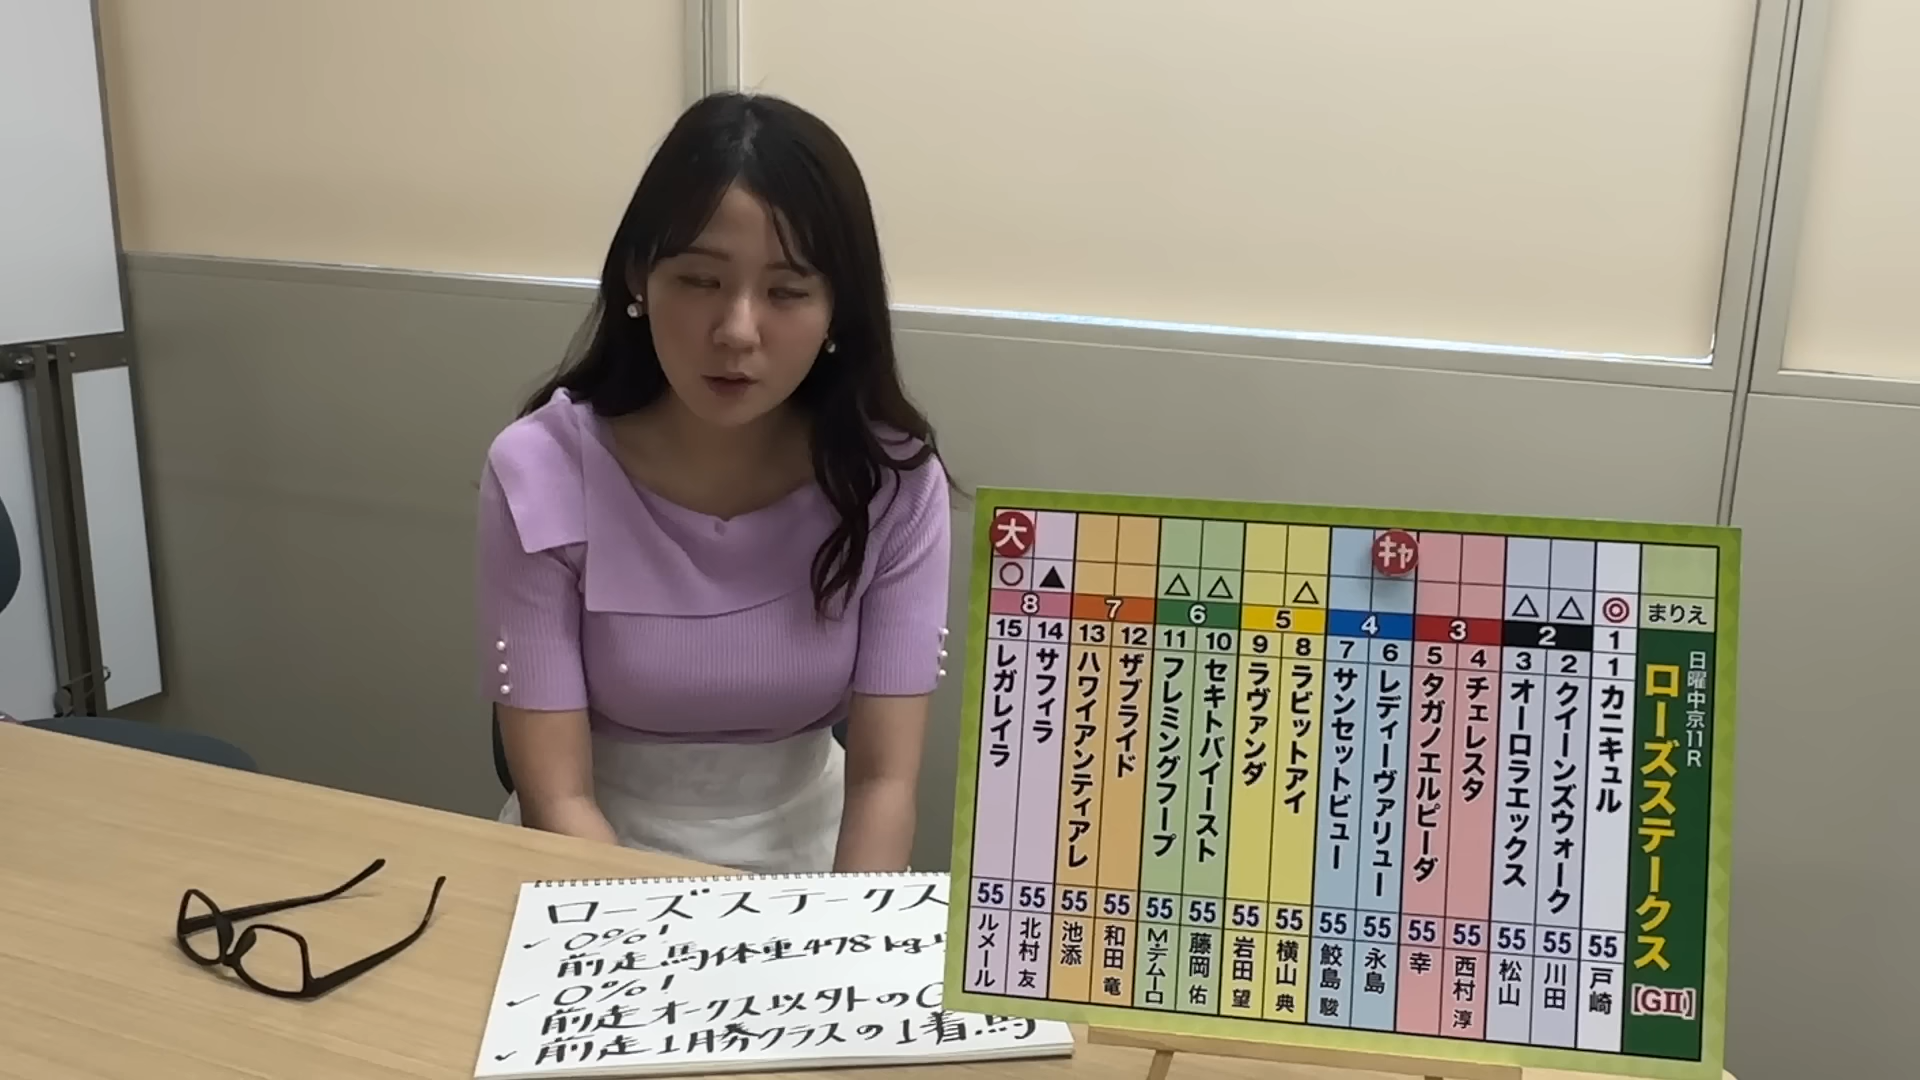 ローズステークス
✓ 0%!
前走馬体重478kg
✓ 0%!
前走オークス以外のG
✓ 前走1勝クラスの1着馬
日曜中京11R
ローズステークス
[GⅡ]
まりえ
◎ 1 1 カニキュル 55 戸崎
△ 2 2 クイーンズウォーク 55 川田
△ 3 オーロラエックス 55 松山
3 4 チェレスタ 55 西村淳
5 タガノエルピーダ 55 幸
キャ 4 6 レディーヴァリュー 55 永島
7 サンセットビュー 55 鮫島駿
△ 5 8 ラビットアイ 55 横山典
9 ラヴァンダ 55 岩田望
△ 6 10 セキトバイースト 55 藤岡佑
△ 11 フレミングフープ 55 M・デムーロ
7 12 ザブライド 55 和田竜
13 ハワイアンティアレ 55 池添
▲ 8 14 サフィラ 55 北村友
大 ○ 15 レガレイラ 55 ルメール